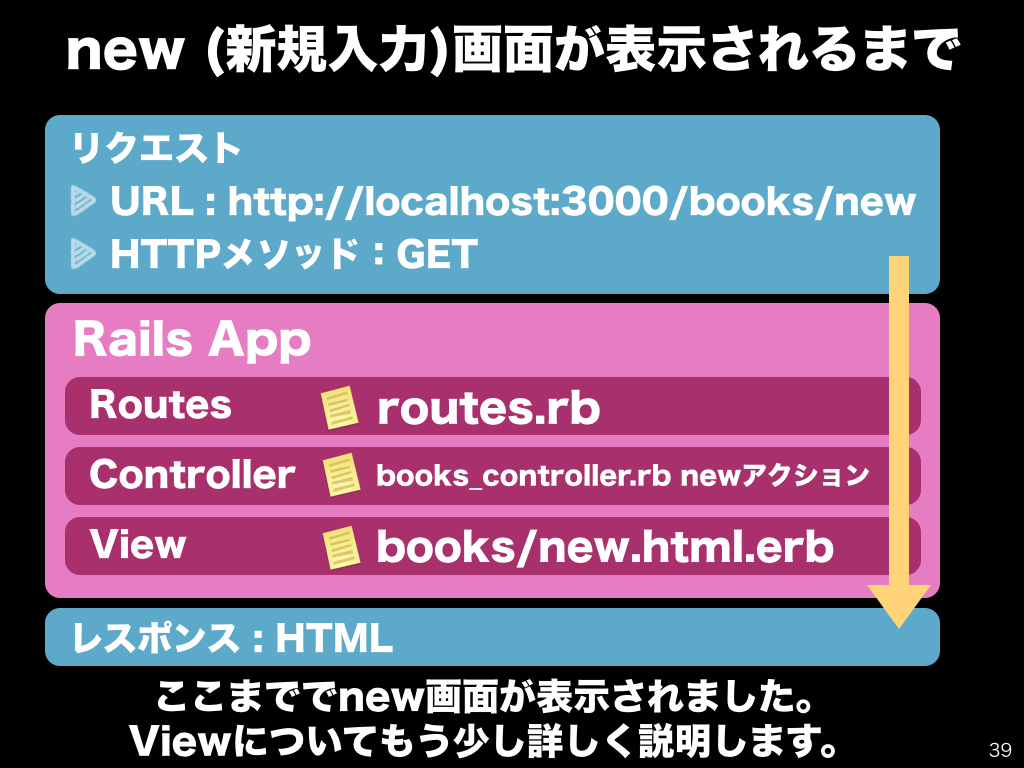 new (新規入力)画面が表示されるまで
リクエスト
URL : http://localhost:3000/books/new
HTTPメソッド：GET
Rails App
Routes routes.rb
Controller books_controller.rb newアクション
View books/new.html.erb
レスポンス : HTML
ここまででnew画面が表示されました。
Viewについてもう少し詳しく説明します。
39